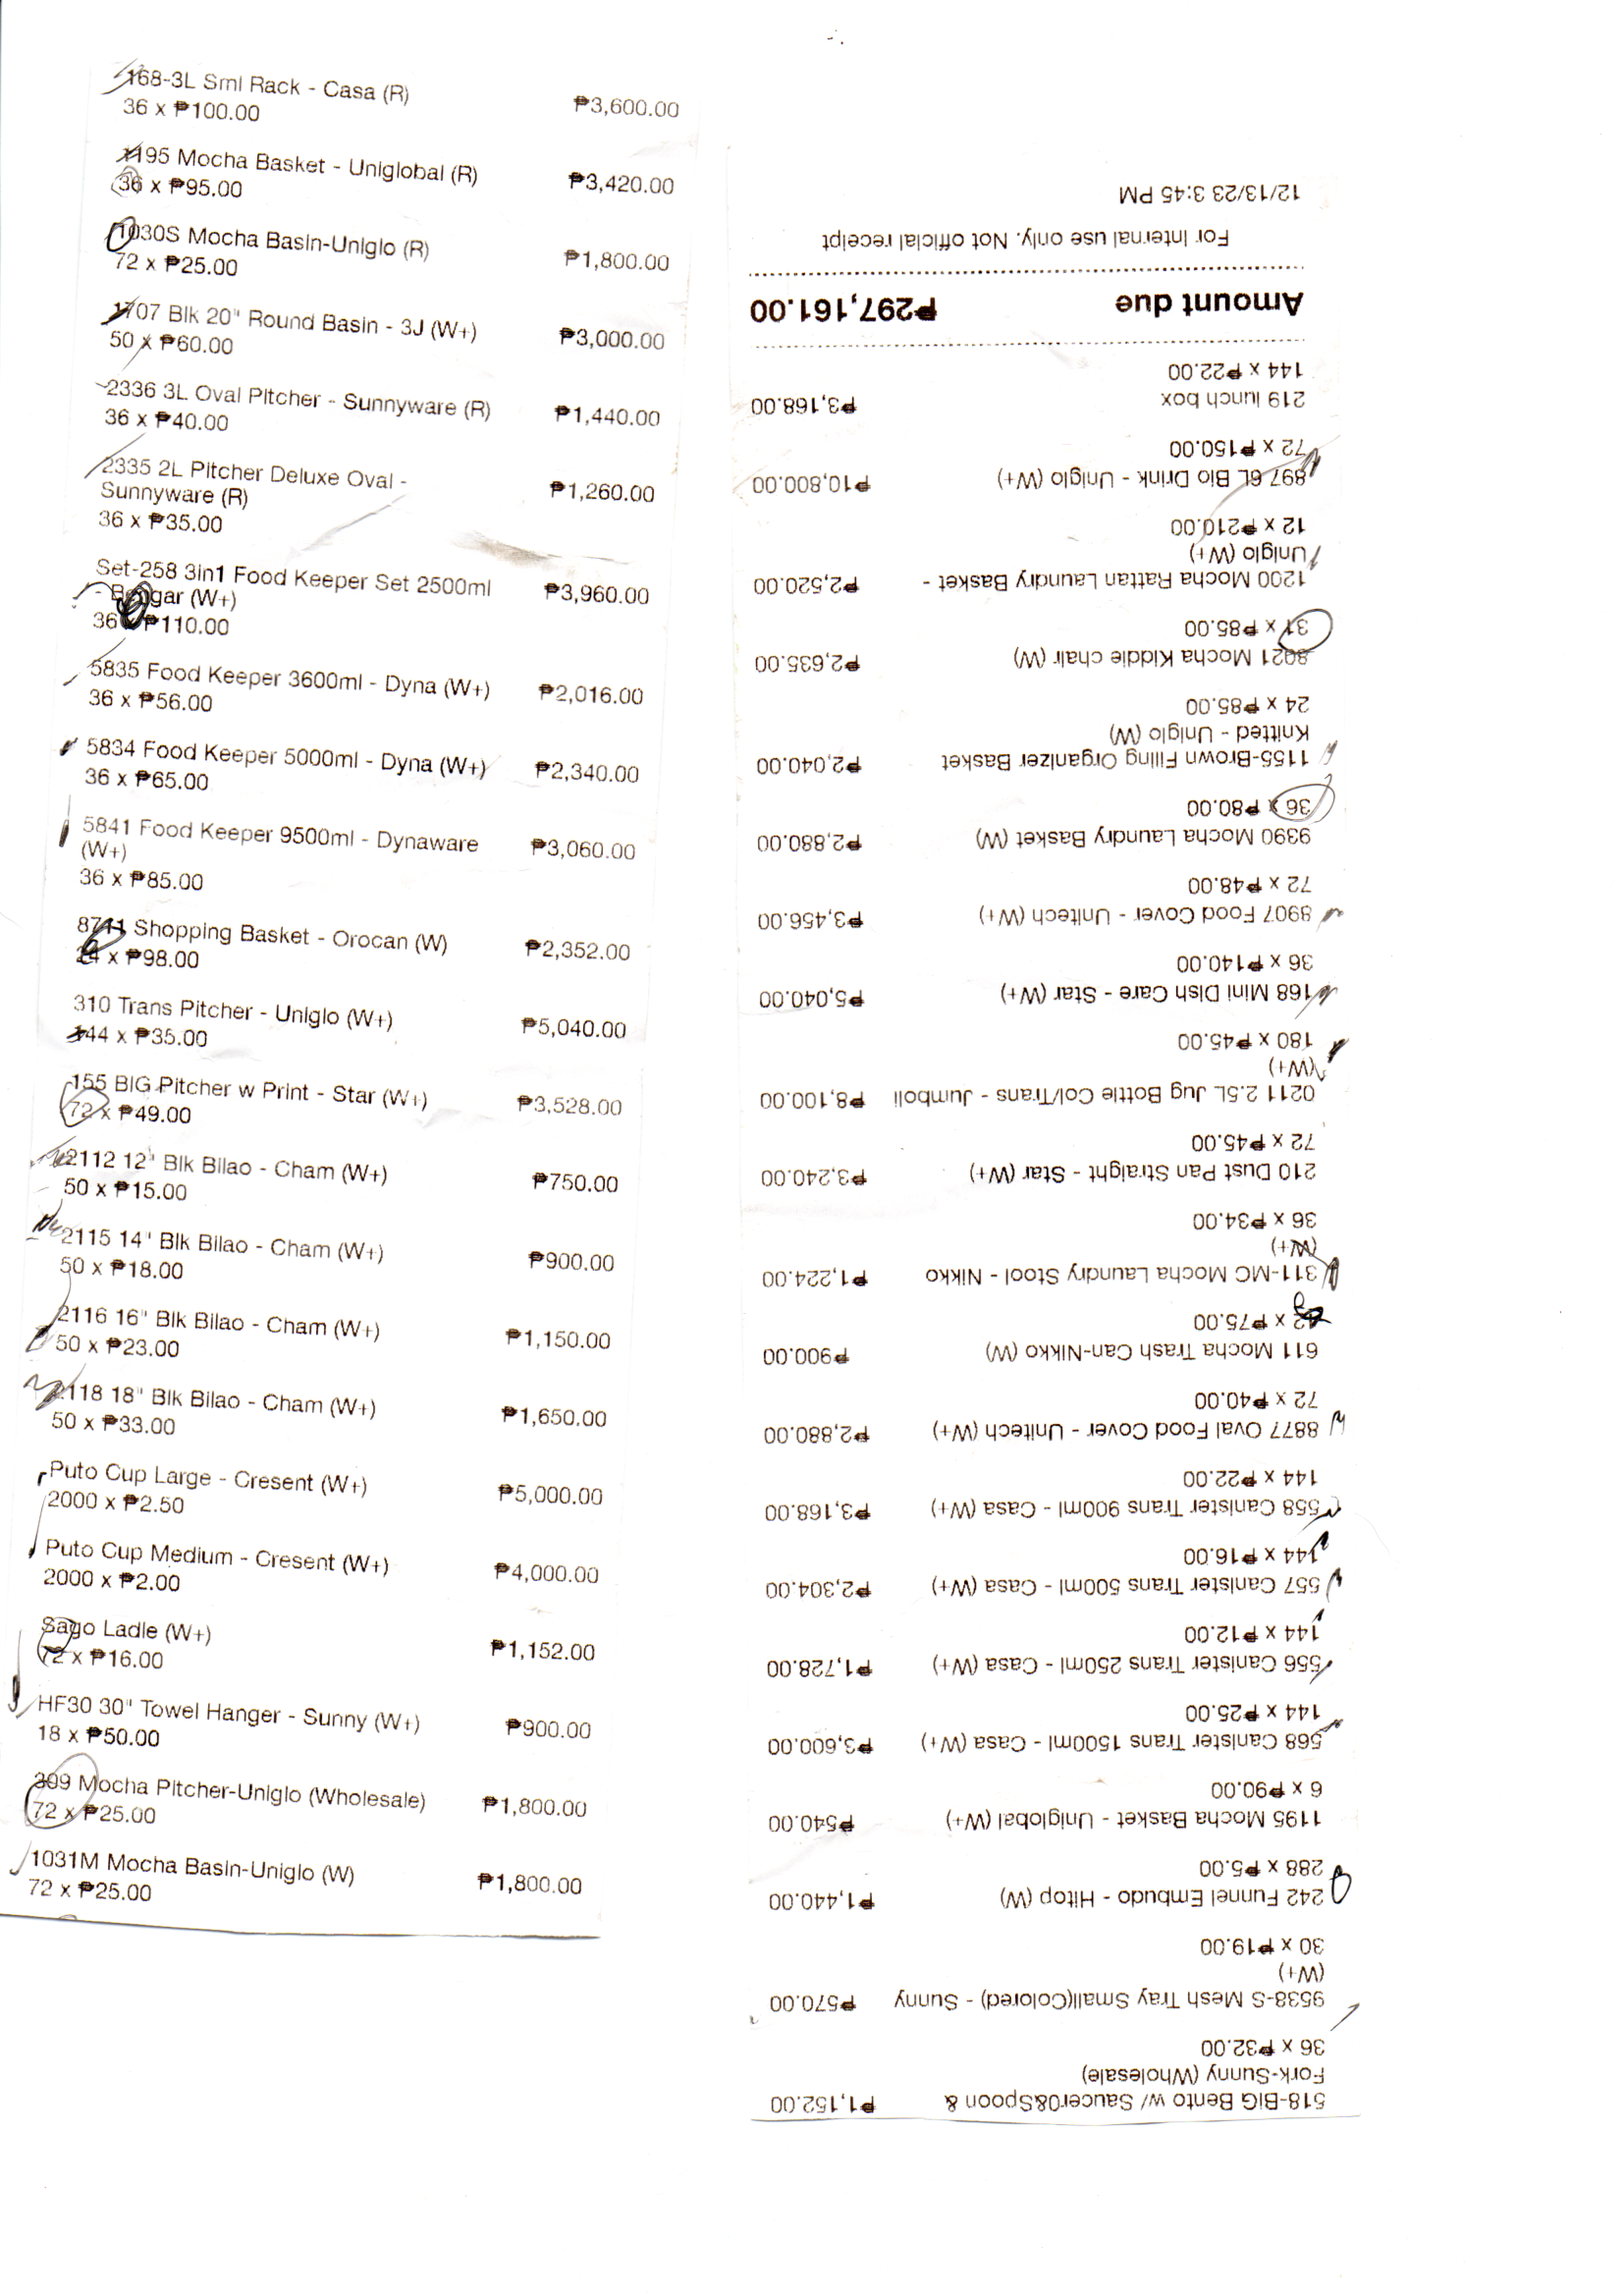 168-3L Sml Rack - Casa (R) ₱3,600.00
36 x ₱100.00
1195 Mocha Basket - Uniglobal (R) ₱3,420.00
36 x ₱95.00
1030S Mocha Basin-Uniglo (R) ₱1,800.00
72 x ₱25.00
1707 Blk 20" Round Basin - 3J (W+) ₱3,000.00
50 x ₱60.00
2336 3L Oval Pitcher - Sunnyware (R) ₱1,440.00
36 x ₱40.00
2335 2L Pitcher Deluxe Oval - ₱1,260.00
Sunnyware (R)
36 x ₱35.00
Set-258 3in1 Food Keeper Set 2500ml ₱3,960.00
(W+)
36 x ₱110.00
5835 Food Keeper 3600ml - Dyna (W+) ₱2,016.00
36 x ₱56.00
5834 Food Keeper 5000ml - Dyna (W+) ₱2,340.00
36 x ₱65.00
5841 Food Keeper 9500ml - Dynaware ₱3,060.00
(W+)
36 x ₱85.00
8711 Shopping Basket - Orocan (W) ₱2,352.00
24 x ₱98.00
310 Trans Pitcher - Uniglo (W+) ₱5,040.00
144 x ₱35.00
155 BIG Pitcher w Print - Star (W+) ₱3,528.00
72 x ₱49.00
2112 12" Blk Bilao - Cham (W+) ₱750.00
50 x ₱15.00
2115 14" Blk Bilao - Cham (W+) ₱900.00
50 x ₱18.00
2116 16" Blk Bilao - Cham (W+) ₱1,150.00
50 x ₱23.00
2118 18" Blk Bilao - Cham (W+) ₱1,650.00
50 x ₱33.00
Puto Cup Large - Cresent (W+) ₱5,000.00
2000 x ₱2.50
Puto Cup Medium - Cresent (W+) ₱4,000.00
2000 x ₱2.00
Sago Ladle (W+) ₱1,152.00
72 x ₱16.00
HF30 30" Towel Hanger - Sunny (W+) ₱900.00
18 x ₱50.00
309 Mocha Pitcher-Uniglo (Wholesale) ₱1,800.00
72 x ₱25.00
1031M Mocha Basin-Uniglo (W) ₱1,800.00
72 x ₱25.00
518-BIG Bento w/ Saucer0&Spoon & ₱1,152.00
Fork-Sunny (Wholesale)
36 x ₱32.00
9538-S Mesh Tray Small(Colored) - Sunny ₱570.00
(W+)
30 x ₱19.00
242 Funnel Embudo - Hitop (W) ₱1,440.00
288 x ₱5.00
1195 Mocha Basket - Uniglobal (W+) ₱540.00
6 x ₱90.00
568 Canister Trans 1500ml - Casa (W+) ₱3,600.00
144 x ₱25.00
556 Canister Trans 250ml - Casa (W+) ₱1,728.00
144 x ₱12.00
557 Canister Trans 500ml - Casa (W+) ₱2,304.00
144 x ₱16.00
558 Canister Trans 900ml - Casa (W+) ₱3,168.00
144 x ₱22.00
8877 Oval Food Cover - Unitech (W+) ₱2,880.00
72 x ₱40.00
611 Mocha Trash Can-Nikko (W) ₱900.00
x ₱75.00
311-MC Mocha Laundry Stool - Nikko ₱1,224.00
(W+)
36 x ₱34.00
210 Dust Pan Straight - Star (W+) ₱3,240.00
72 x ₱45.00
0211 2.5L Jug Bottle Col/Trans - Jumboli ₱8,100.00
(W+)
180 x ₱45.00
168 Mini Dish Care - Star (W+) ₱5,040.00
36 x ₱140.00
8907 Food Cover - Unitech (W+) ₱3,456.00
72 x ₱48.00
9390 Mocha Laundry Basket (W) ₱2,880.00
36 x ₱80.00
1155-Brown Filing Organizer Basket ₱2,040.00
Knitted - Uniglo (W)
24 x ₱85.00
8021 Mocha Kiddie chair (W) ₱2,635.00
31 x ₱85.00
1200 Mocha Rattan Laundry Basket - ₱2,520.00
Uniglo (W+)
12 x ₱210.00
897 6L Bio Drink - Uniglo (W+) ₱10,800.00
72 x ₱150.00
219 lunch box ₱3,168.00
144 x ₱22.00
Amount due ₱297,161.00
For internal use only. Not official receipt
12/13/23 3:45 PM